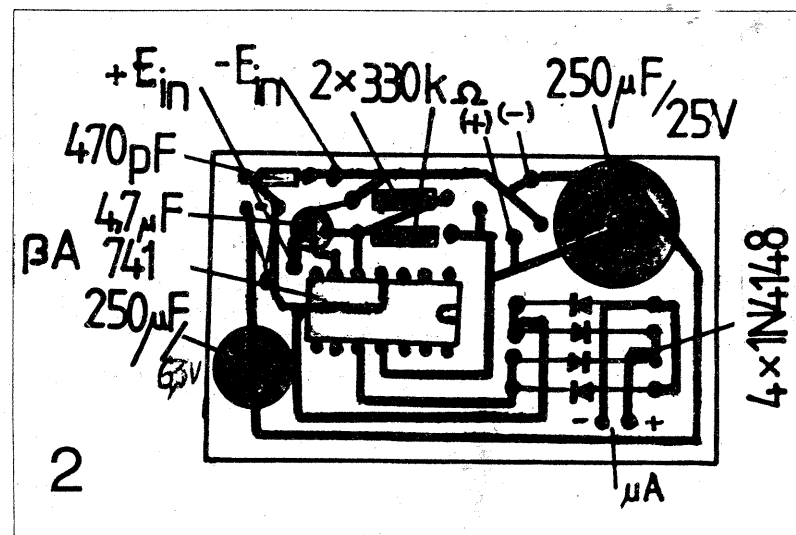 +Ein
-Ein
2×330kΩ
(+) (-)
250µF/25V
470pF
4,7µF
βA 741
250µF/6,3V
4×1N4148
- +
µA
2